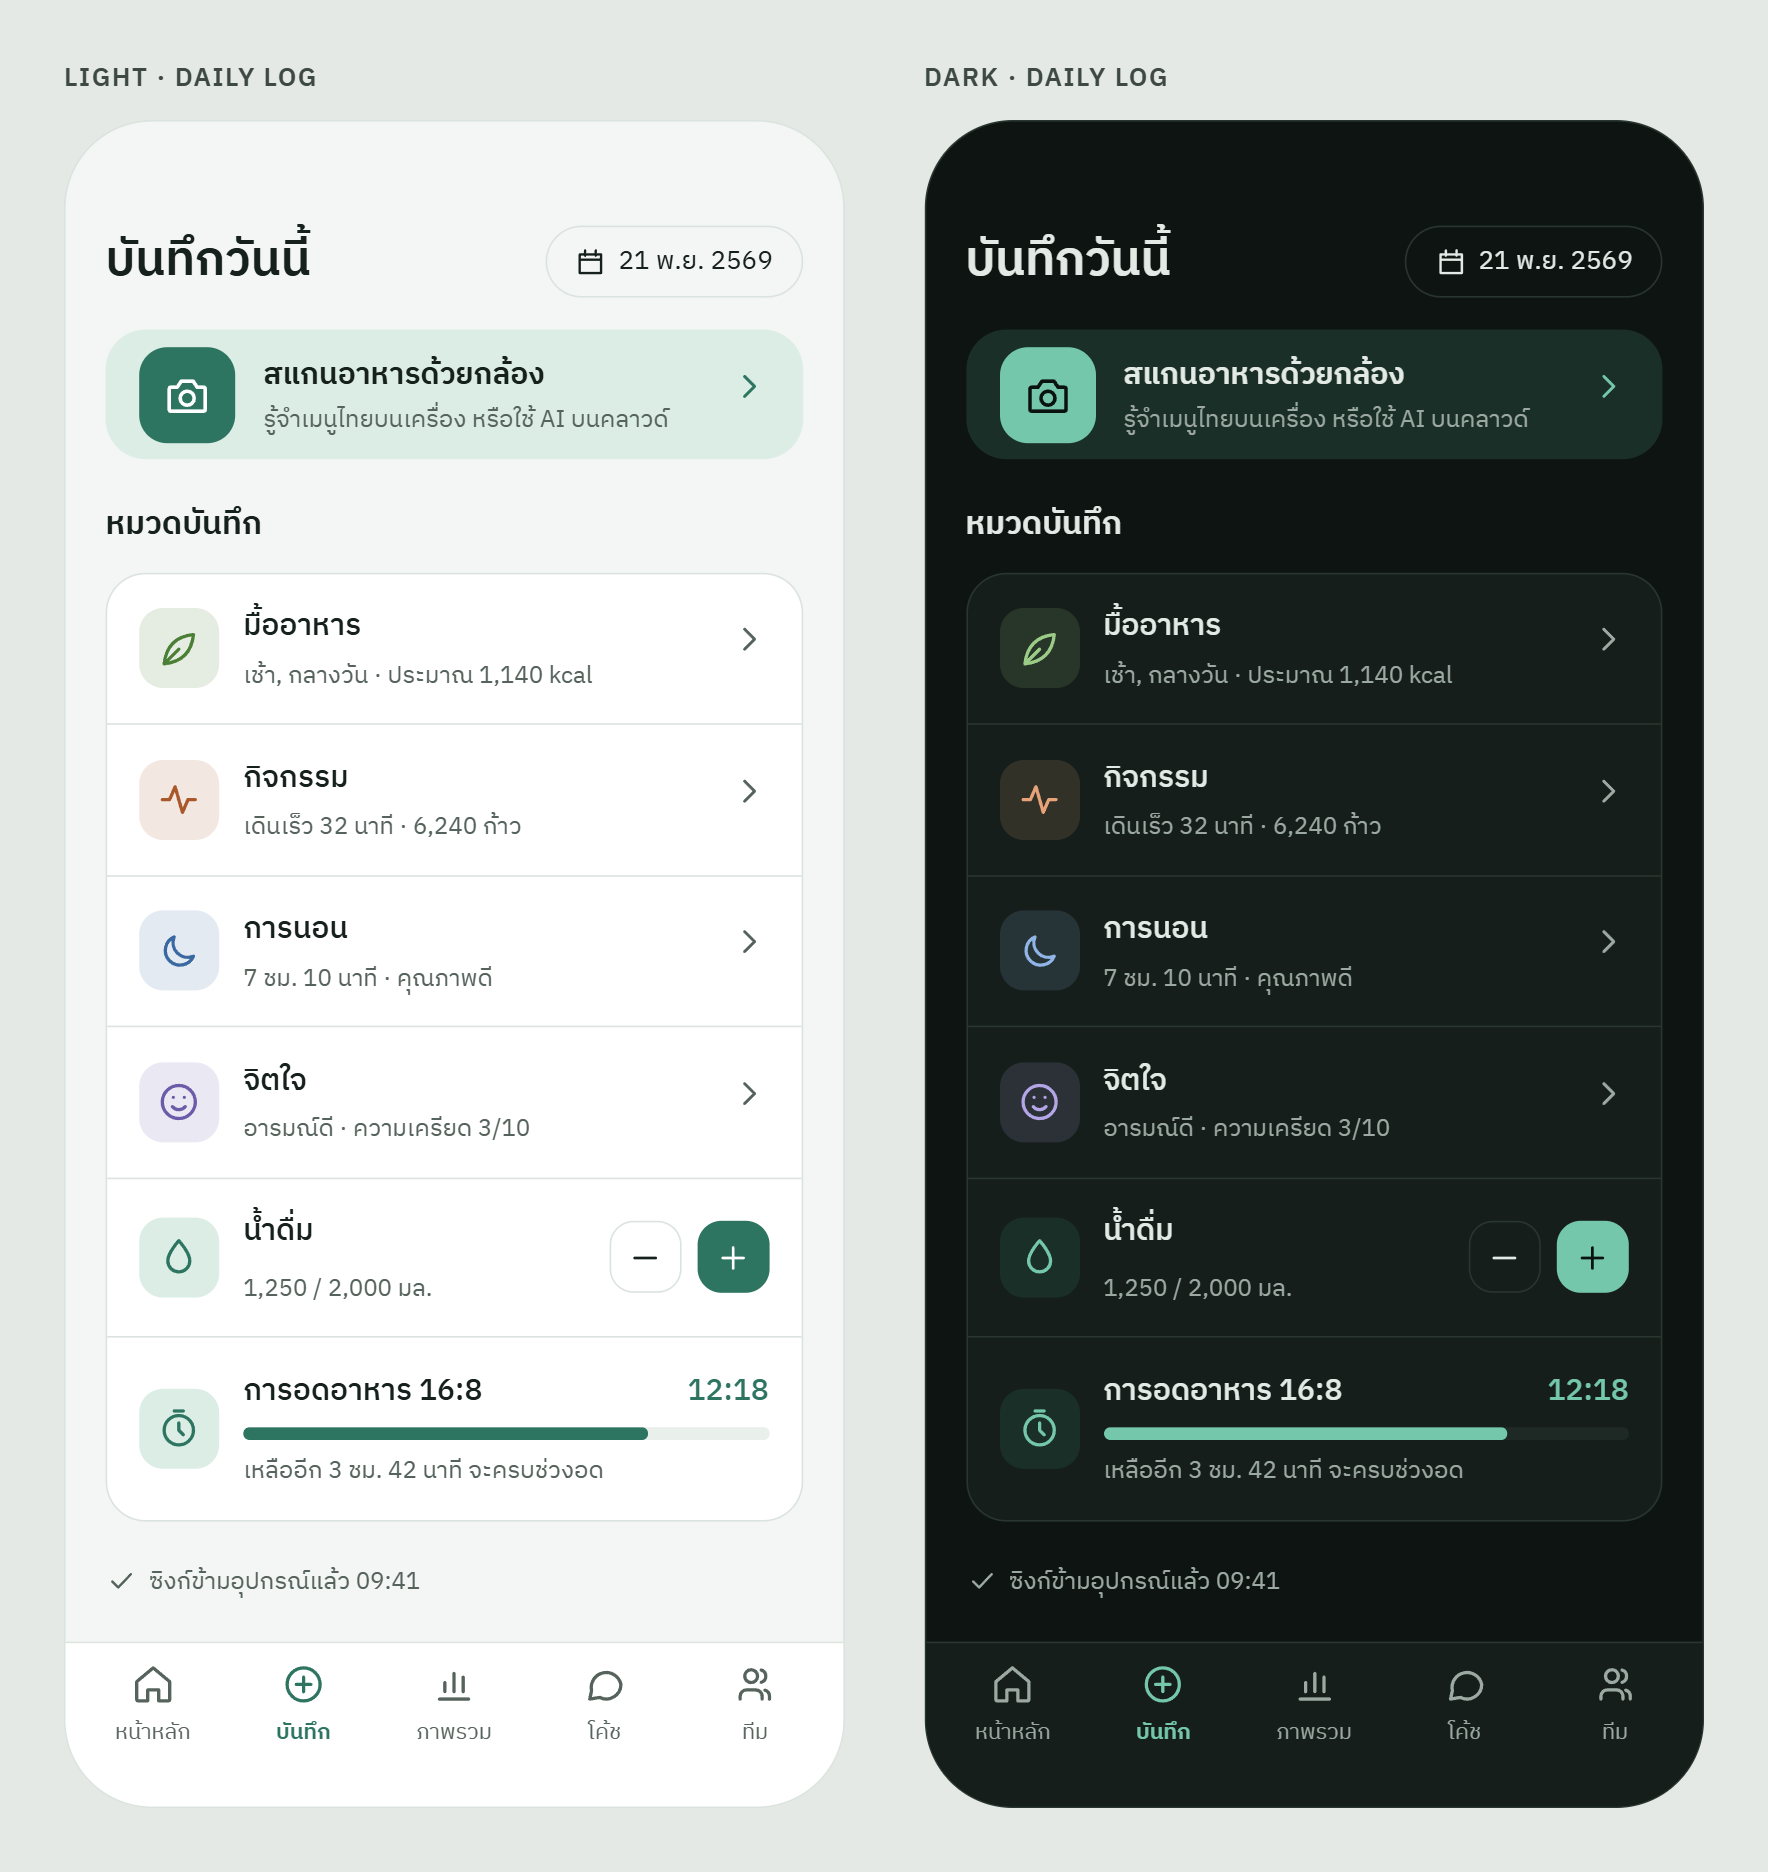 LIGHT · DAILY LOG
บันทึกวันนี้
21 พ.ย. 2569
สแกนอาหารด้วยกล้อง
รู้จำเมนูไทยบนเครื่อง หรือใช้ AI บนคลาวด์
หมวดบันทึก
มื้ออาหาร
เช้า, กลางวัน · ประมาณ 1,140 kcal
กิจกรรม
เดินเร็ว 32 นาที · 6,240 ก้าว
การนอน
7 ชม. 10 นาที · คุณภาพดี
จิตใจ
อารมณ์ดี · ความเครียด 3/10
น้ำดื่ม
1,250 / 2,000 มล.
การอดอาหาร 16:8
12:18
เหลืออีก 3 ชม. 42 นาที จะครบช่วงอด
ซิงก์ข้ามอุปกรณ์แล้ว 09:41
หน้าหลัก
บันทึก
ภาพรวม
โค้ช
ทีม
DARK · DAILY LOG
บันทึกวันนี้
21 พ.ย. 2569
สแกนอาหารด้วยกล้อง
รู้จำเมนูไทยบนเครื่อง หรือใช้ AI บนคลาวด์
หมวดบันทึก
มื้ออาหาร
เช้า, กลางวัน · ประมาณ 1,140 kcal
กิจกรรม
เดินเร็ว 32 นาที · 6,240 ก้าว
การนอน
7 ชม. 10 นาที · คุณภาพดี
จิตใจ
อารมณ์ดี · ความเครียด 3/10
น้ำดื่ม
1,250 / 2,000 มล.
การอดอาหาร 16:8
12:18
เหลืออีก 3 ชม. 42 นาที จะครบช่วงอด
ซิงก์ข้ามอุปกรณ์แล้ว 09:41
หน้าหลัก
บันทึก
ภาพรวม
โค้ช
ทีม